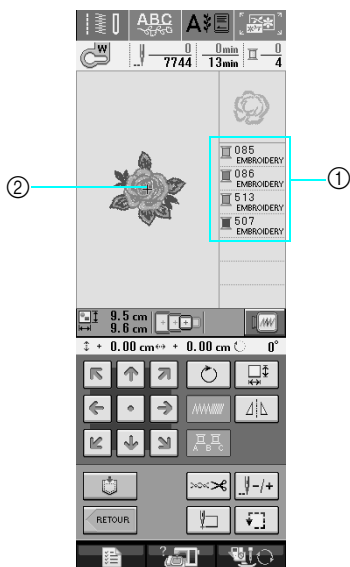 ABC A
W 0 7744 0min 13min 0 4
085 EMBROIDERY
086 EMBROIDERY
513 EMBROIDERY
507 EMBROIDERY
① ②
9.5 cm
9.6 cm
+ 0.00 cm + 0.00 cm 0°
A B C
-/+
RETOUR
?